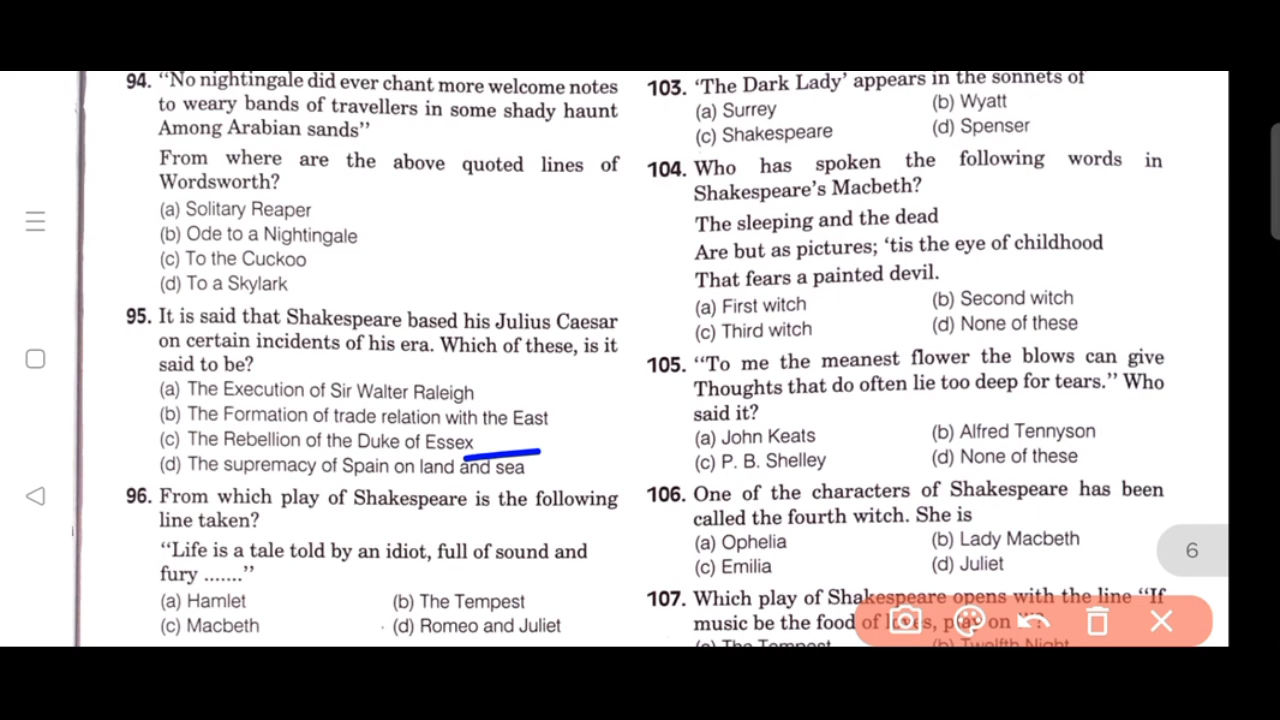 94. “No nightingale did ever chant more welcome notes
to weary bands of travellers in some shady haunt
Among Arabian sands”
From where are the above quoted lines of
Wordsworth?
(a) Solitary Reaper
(b) Ode to a Nightingale
(c) To the Cuckoo
(d) To a Skylark
95. It is said that Shakespeare based his Julius Caesar
on certain incidents of his era. Which of these, is it
said to be?
(a) The Execution of Sir Walter Raleigh
(b) The Formation of trade relation with the East
(c) The Rebellion of the Duke of Essex
(d) The supremacy of Spain on land and sea
96. From which play of Shakespeare is the following
line taken?
“Life is a tale told by an idiot, full of sound and
fury .......”
(a) Hamlet (b) The Tempest
(c) Macbeth (d) Romeo and Juliet
103. ‘The Dark Lady’ appears in the sonnets of
(a) Surrey (b) Wyatt
(c) Shakespeare (d) Spenser
104. Who has spoken the following words in
Shakespeare’s Macbeth?
The sleeping and the dead
Are but as pictures; ‘tis the eye of childhood
That fears a painted devil.
(a) First witch (b) Second witch
(c) Third witch (d) None of these
105. “To me the meanest flower the blows can give
Thoughts that do often lie too deep for tears.” Who
said it?
(a) John Keats (b) Alfred Tennyson
(c) P. B. Shelley (d) None of these
106. One of the characters of Shakespeare has been
called the fourth witch. She is
(a) Ophelia (b) Lady Macbeth
(c) Emilia (d) Juliet
107. Which play of Shakespeare opens with the line “If
music be the food of loves, play on
(a) The Tempest (b) Twelfth Night
6